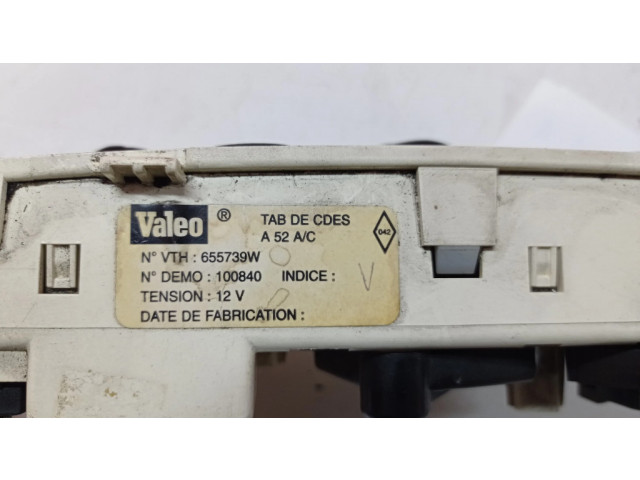 Valeo ® TAB DE CDES
A 52 A/C
042
N° VTH : 655739W
N° DEMO : 100840 INDICE : V
TENSION : 12 V
DATE DE FABRICATION :